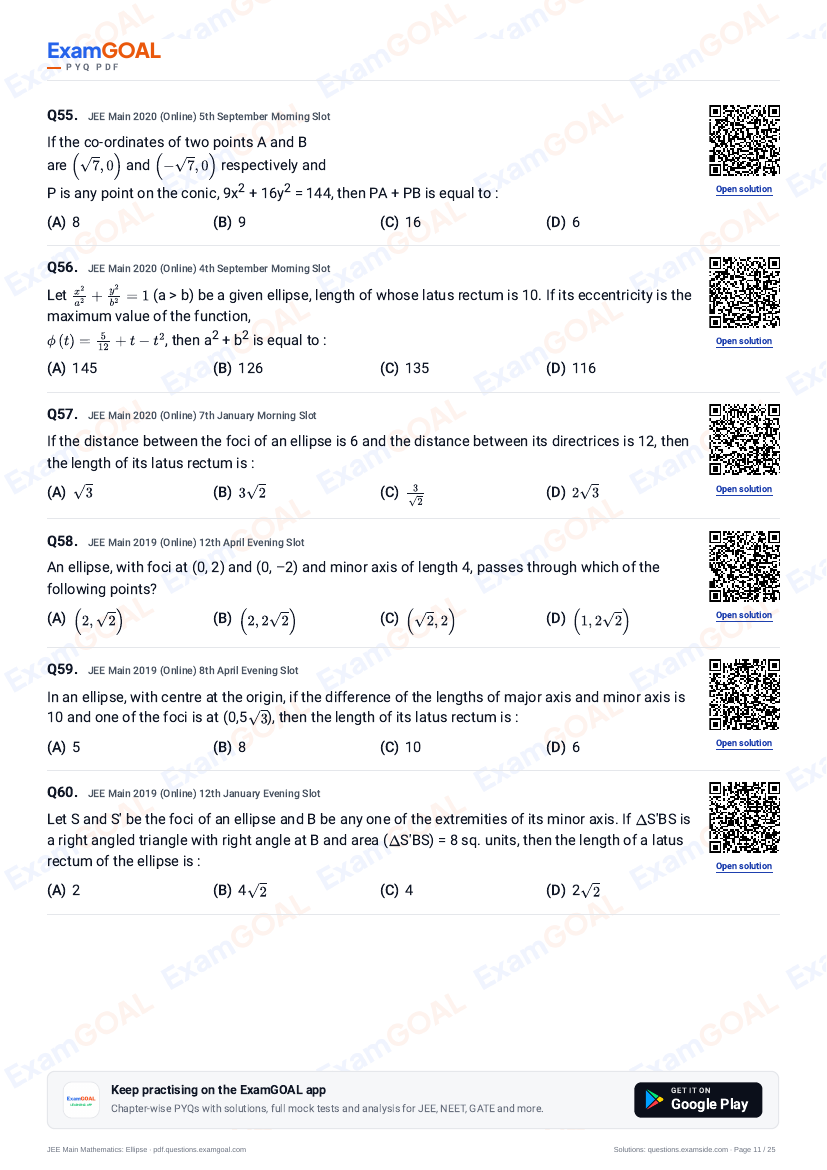 ExamGOAL
PYQ PDF
Q55. JEE Main 2020 (Online) 5th September Morning Slot
If the co-ordinates of two points A and B
are (√7, 0) and (−√7, 0) respectively and
P is any point on the conic, 9x² + 16y² = 144, then PA + PB is equal to :
(A) 8 (B) 9 (C) 16 (D) 6
Open solution
Q56. JEE Main 2020 (Online) 4th September Morning Slot
Let x²/a² + y²/b² = 1 (a > b) be a given ellipse, length of whose latus rectum is 10. If its eccentricity is the
maximum value of the function,
ϕ (t) = 5/12 + t − t², then a² + b² is equal to :
(A) 145 (B) 126 (C) 135 (D) 116
Open solution
Q57. JEE Main 2020 (Online) 7th January Morning Slot
If the distance between the foci of an ellipse is 6 and the distance between its directrices is 12, then
the length of its latus rectum is :
(A) √3 (B) 3√2 (C) 3/√2 (D) 2√3
Open solution
Q58. JEE Main 2019 (Online) 12th April Evening Slot
An ellipse, with foci at (0, 2) and (0, −2) and minor axis of length 4, passes through which of the
following points?
(A) (2, √2) (B) (2, 2√2) (C) (√2, 2) (D) (1, 2√2)
Open solution
Q59. JEE Main 2019 (Online) 8th April Evening Slot
In an ellipse, with centre at the origin, if the difference of the lengths of major axis and minor axis is
10 and one of the foci is at (0,5√3), then the length of its latus rectum is :
(A) 5 (B) 8 (C) 10 (D) 6
Open solution
Q60. JEE Main 2019 (Online) 12th January Evening Slot
Let S and S' be the foci of an ellipse and B be any one of the extremities of its minor axis. If ΔS'BS is
a right angled triangle with right angle at B and area (ΔS'BS) = 8 sq. units, then the length of a latus
rectum of the ellipse is :
(A) 2 (B) 4√2 (C) 4 (D) 2√2
Open solution
Keep practising on the ExamGOAL app
Chapter-wise PYQs with solutions, full mock tests and analysis for JEE, NEET, GATE and more.
ExamGOAL
GET IT ON
Google Play
JEE Main Mathematics: Ellipse · pdf.questions.examgoal.com
Solutions: questions.examside.com · Page 11 / 25